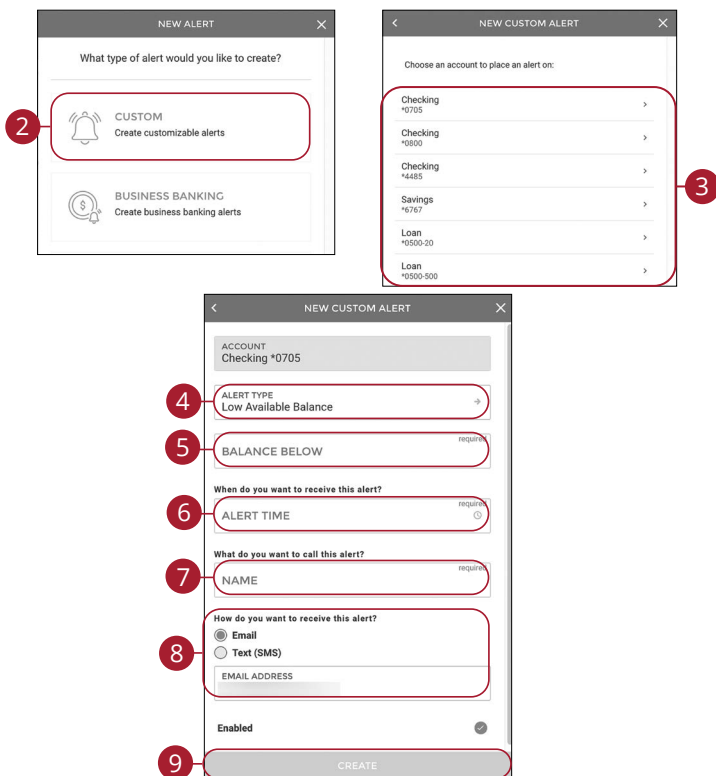 NEW ALERT
What type of alert would you like to create?
2
CUSTOM
Create customizable alerts
BUSINESS BANKING
Create business banking alerts
NEW CUSTOM ALERT
Choose an account to place an alert on:
Checking
*0705
Checking
*0800
Checking
*4485
Savings
*6767
Loan
*0500-20
Loan
*0500-500
3
NEW CUSTOM ALERT
ACCOUNT
Checking *0705
4
ALERT TYPE
Low Available Balance
5
required
BALANCE BELOW
When do you want to receive this alert?
6
required
ALERT TIME
What do you want to call this alert?
7
required
NAME
How do you want to receive this alert?
8
Email
Text (SMS)
EMAIL ADDRESS
Enabled
9
CREATE